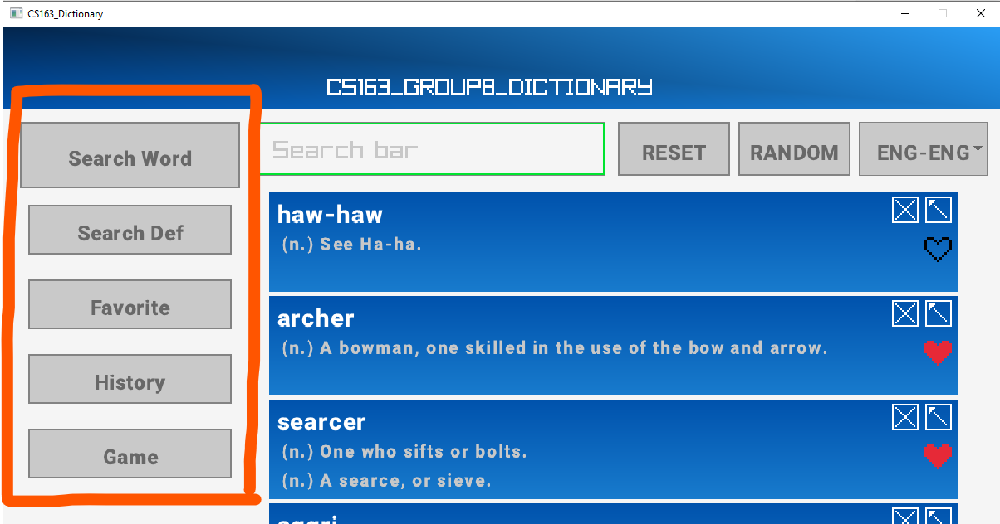 CS163_Dictionary
CS163_GROUP8_DICTIONARY
Search Word
Search Def
Favorite
History
Game
Search bar
RESET
RANDOM
ENG-ENG
haw-haw
(n.) See Ha-ha.
archer
(n.) A bowman, one skilled in the use of the bow and arrow.
searcer
(n.) One who sifts or bolts.
(n.) A searce, or sieve.